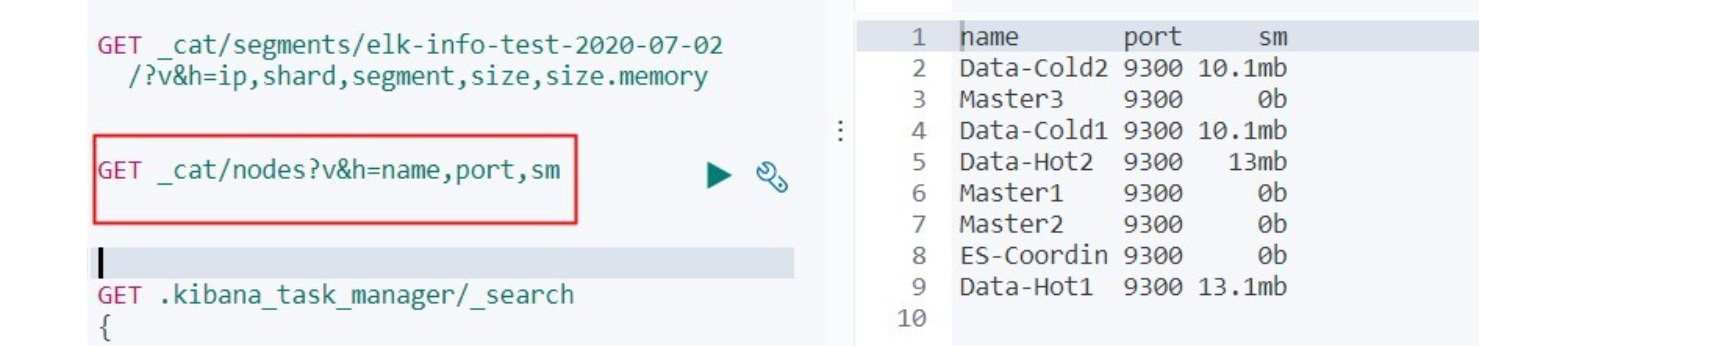 GET _cat/segments/elk-info-test-2020-07-02
/?v&h=ip,shard,segment,size,size.memory
GET _cat/nodes?v&h=name,port,sm
GET .kibana_task_manager/_search
{
1 name port sm
2 Data-Cold2 9300 10.1mb
3 Master3 9300 0b
4 Data-Cold1 9300 10.1mb
5 Data-Hot2 9300 13mb
6 Master1 9300 0b
7 Master2 9300 0b
8 ES-Coordin 9300 0b
9 Data-Hot1 9300 13.1mb
10